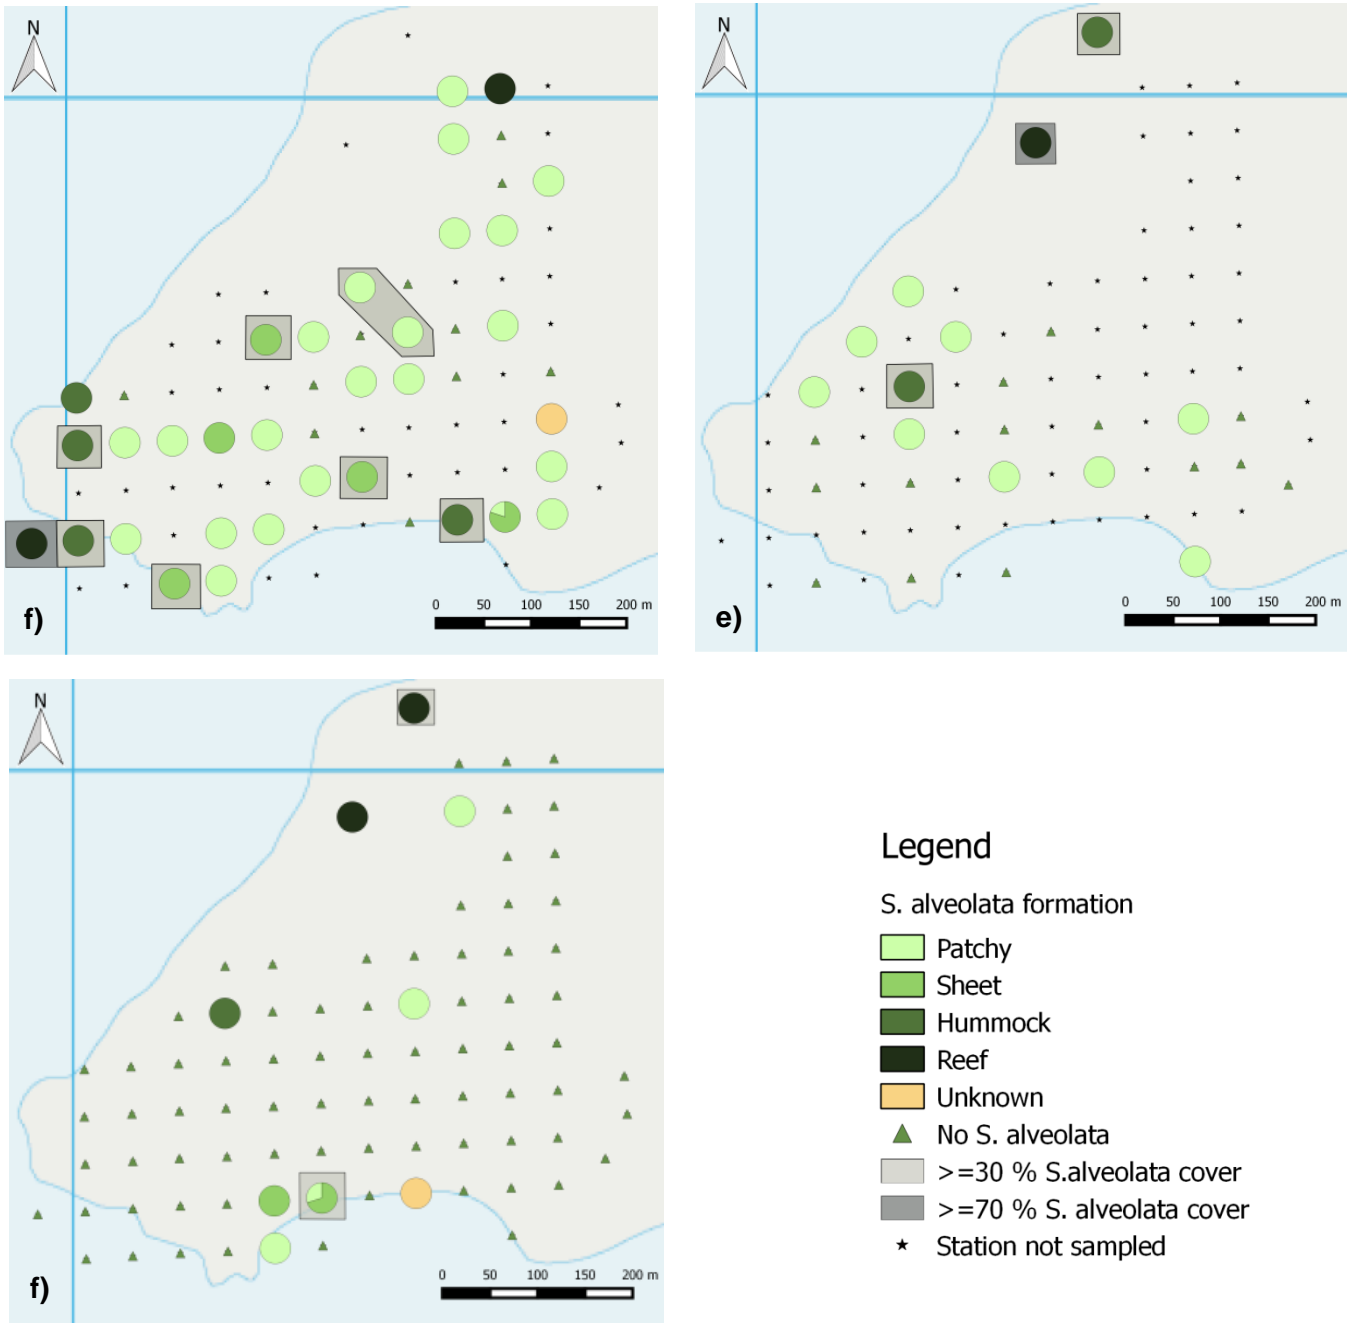 N
0 50 100 150 200 m
f)
N
0 50 100 150 200 m
e)
N
0 50 100 150 200 m
f)
Legend
S. alveolata formation
Patchy
Sheet
Hummock
Reef
Unknown
No S. alveolata
>=30 % S.alveolata cover
>=70 % S. alveolata cover
Station not sampled